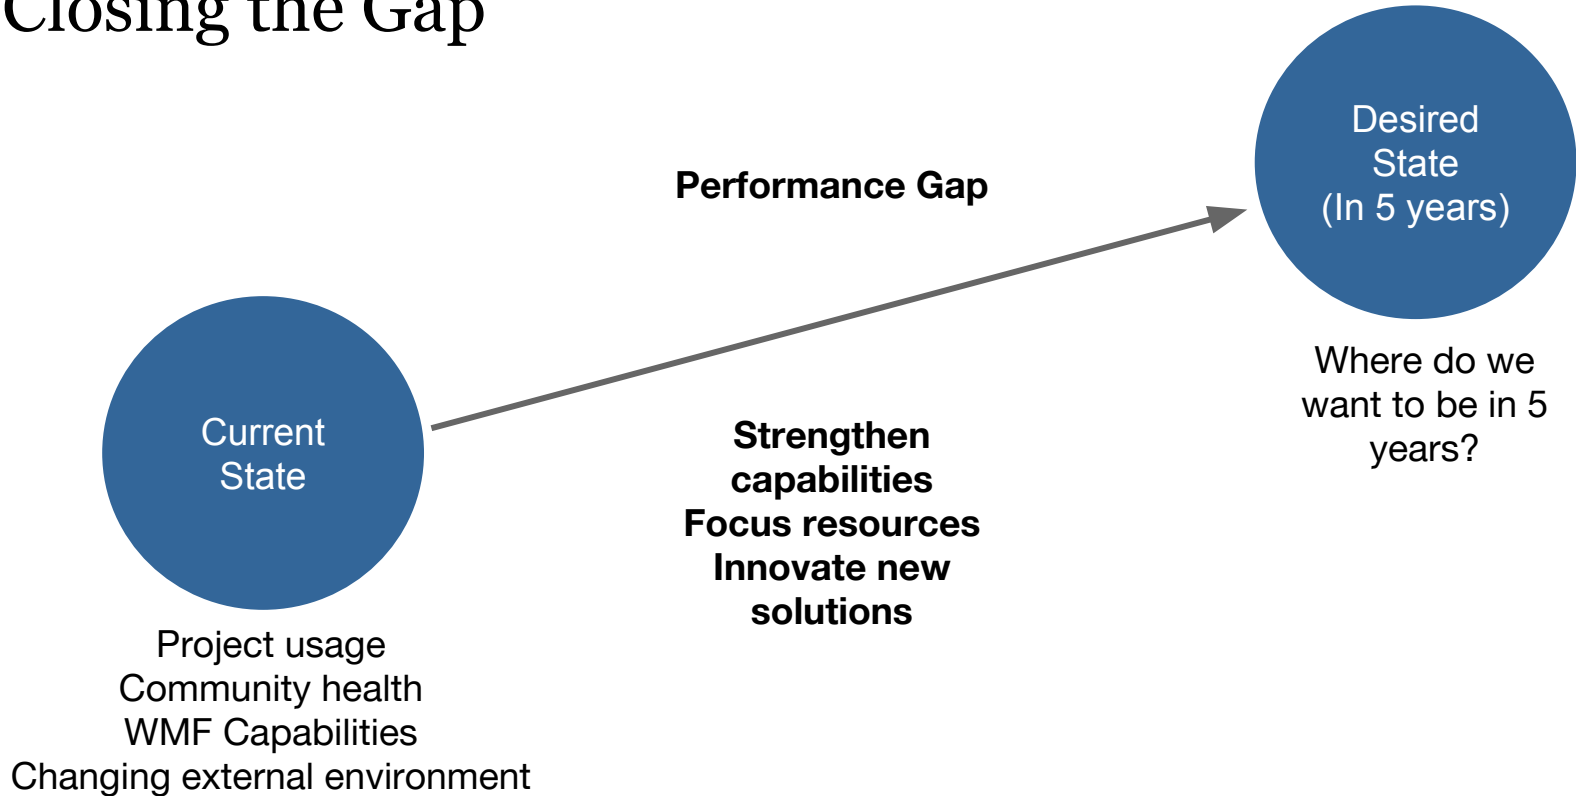 Closing the Gap
Desired
State
(In 5 years)
Performance Gap
Where do we
want to be in 5
years?
Current
State
Strengthen
capabilities
Focus resources
Innovate new
solutions
Project usage
Community health
WMF Capabilities
Changing external environment